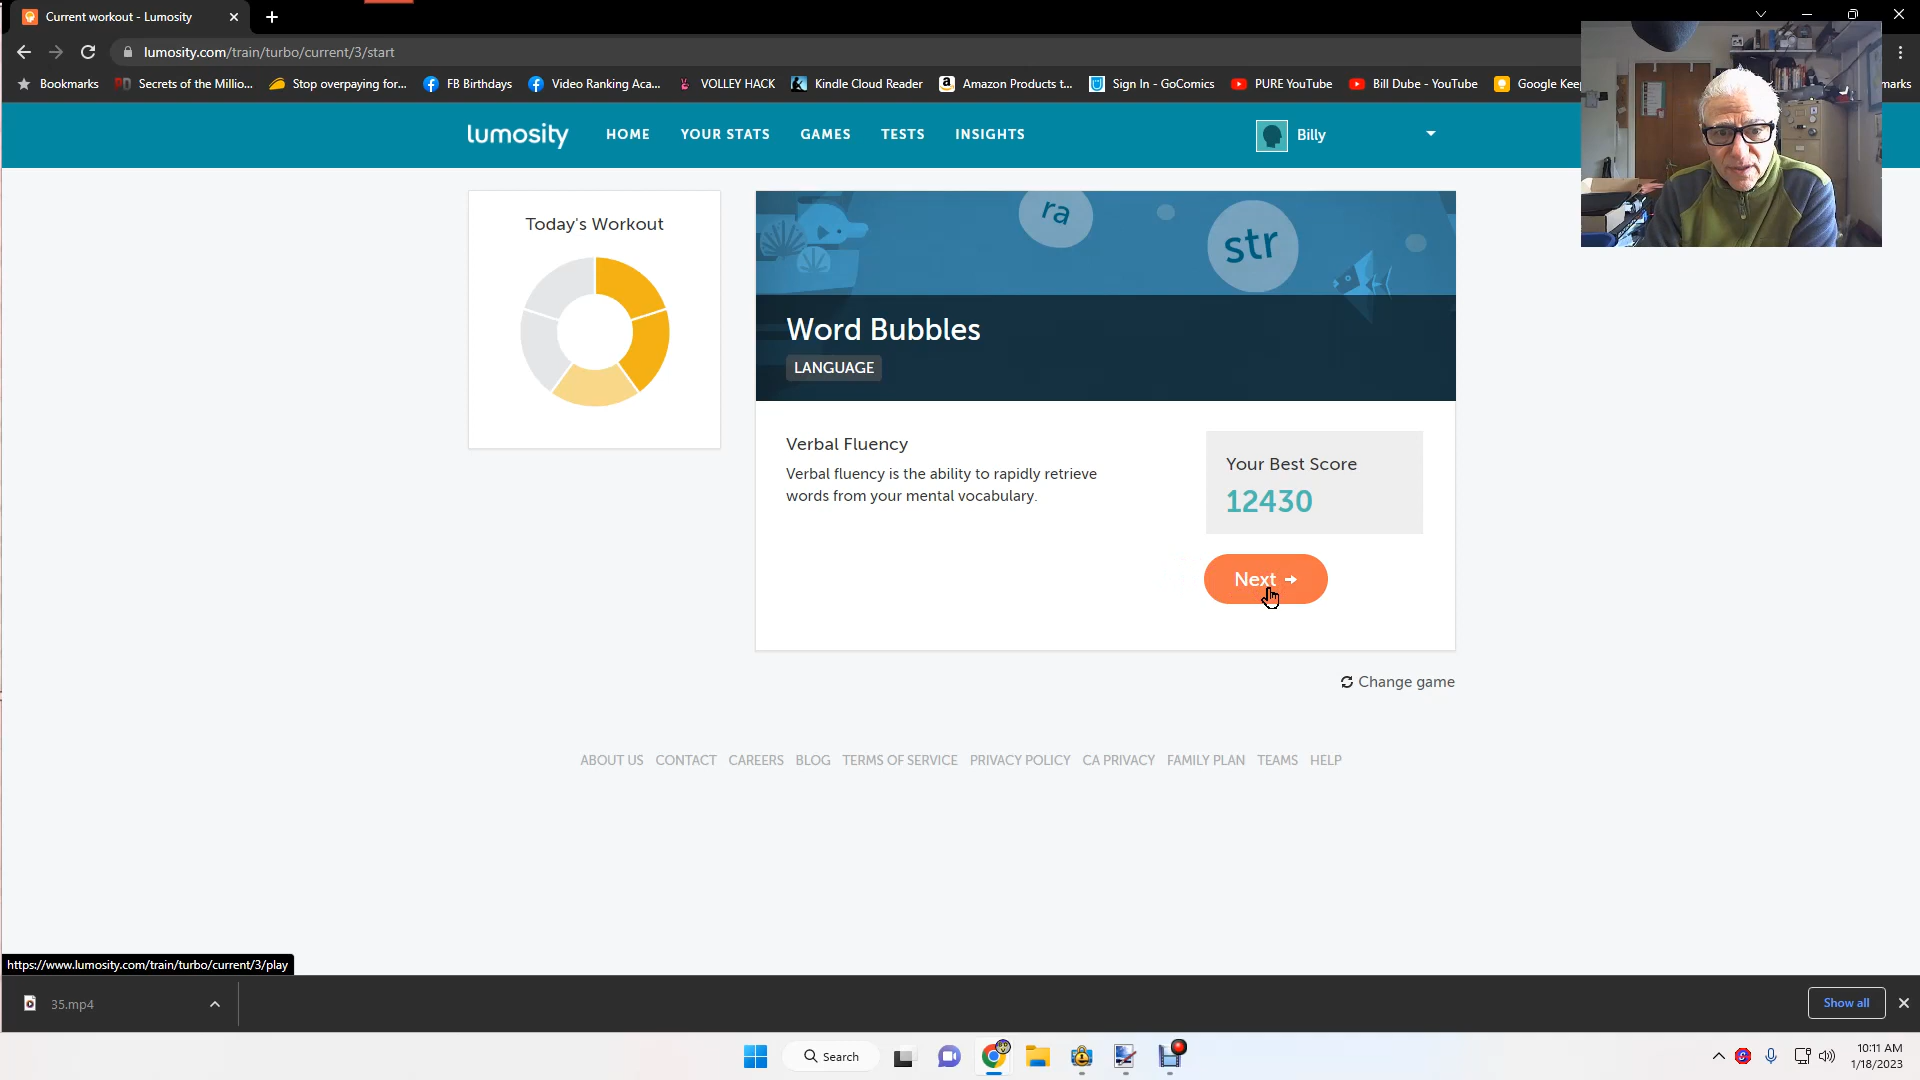 Current workout - Lumosity
lumosity.com/train/turbo/current/3/start
Bookmarks
Secrets of the Millio...
Stop overpaying for...
FB Birthdays
Video Ranking Aca...
VOLLEY HACK
Kindle Cloud Reader
Amazon Products t...
Sign In - GoComics
PURE YouTube
Bill Dube - YouTube
Google Keep
marks
lumosity
HOME
YOUR STATS
GAMES
TESTS
INSIGHTS
Billy
Today's Workout
ra
str
Word Bubbles
LANGUAGE
Verbal Fluency
Verbal fluency is the ability to rapidly retrieve
words from your mental vocabulary.
Your Best Score
12430
Next
Change game
ABOUT US CONTACT CAREERS BLOG TERMS OF SERVICE PRIVACY POLICY CA PRIVACY FAMILY PLAN TEAMS HELP
https://www.lumosity.com/train/turbo/current/3/play
35.mp4
Show all
Search
10:11 AM
1/18/2023